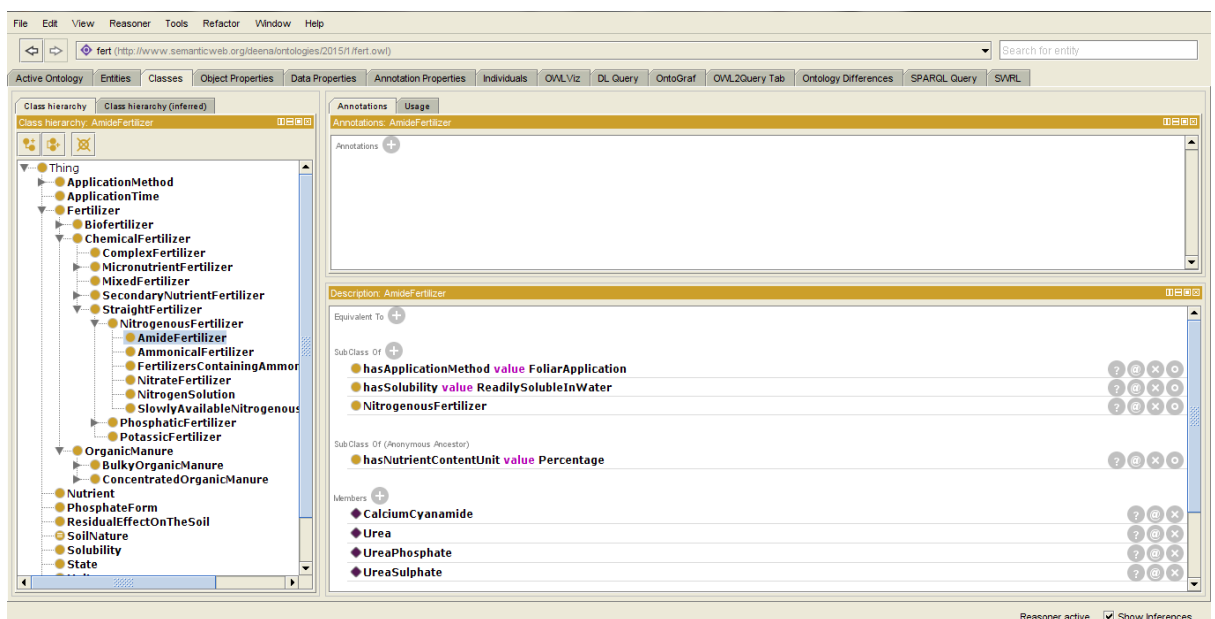 File Edit View Reasoner Tools Refactor Window Help
fert (http://www.semanticweb.org/deena/ontologies/2015/1/fert.owl)
Search for entity
Active Ontology Entities Classes Object Properties Data Properties Annotation Properties Individuals OWLViz DL Query OntoGraf OWL2Query Tab Ontology Differences SPARQL Query SWRL
Class hierarchy Class hierarchy (inferred)
Class hierarchy: AmideFertilizer
Thing
ApplicationMethod
ApplicationTime
Fertilizer
Biofertilizer
ChemicalFertilizer
ComplexFertilizer
MicronutrientFertilizer
MixedFertilizer
SecondaryNutrientFertilizer
StraightFertilizer
NitrogenousFertilizer
AmideFertilizer
AmmonicalFertilizer
FertilizersContainingAmmor
NitrateFertilizer
NitrogenSolution
SlowlyAvailableNitrogenous
PhosphaticFertilizer
PotassicFertilizer
OrganicManure
BulkyOrganicManure
ConcentratedOrganicManure
Nutrient
PhosphateForm
ResidualEffectOnTheSoil
SoilNature
Solubility
State
Annotations Usage
Annotations: AmideFertilizer
Annotations
Description: AmideFertilizer
Equivalent To
SubClass Of
hasApplicationMethod value FoliarApplication
hasSolubility value ReadilySolubleInWater
NitrogenousFertilizer
SubClass Of (Anonymous Ancestor)
hasNutrientContentUnit value Percentage
Members
CalciumCyanamide
Urea
UreaPhosphate
UreaSulphate
Reasoner active Show Inferences